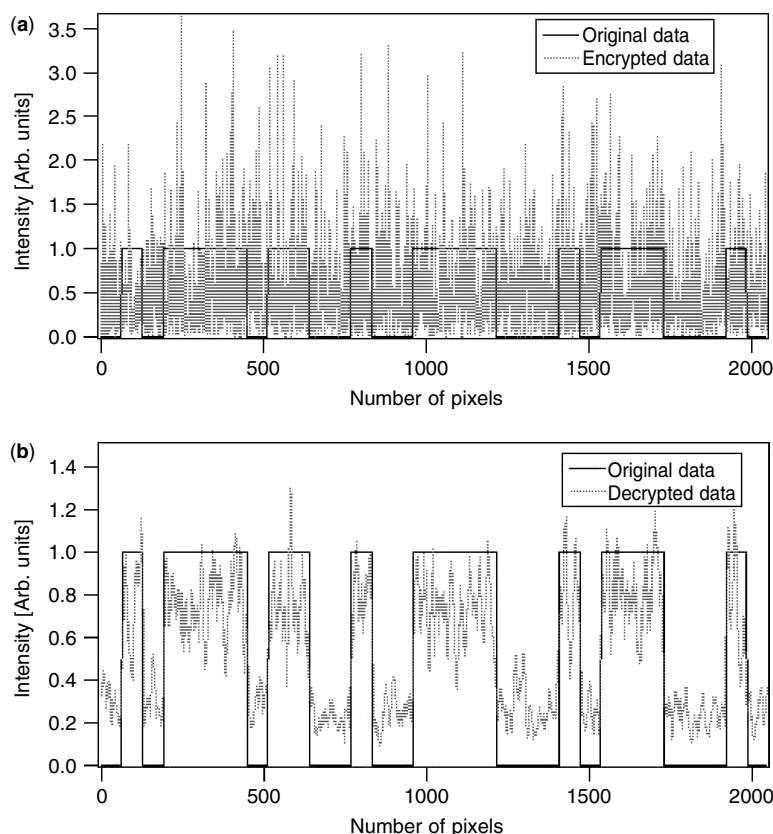 (a)
3.5
3.0
2.5
2.0
1.5
1.0
0.5
0.0
Intensity [Arb. units]
Original data
Encrypted data
0 500 1000 1500 2000
Number of pixels
(b)
1.4
1.2
1.0
0.8
0.6
0.4
0.2
0.0
Intensity [Arb. units]
Original data
Decrypted data
0 500 1000 1500 2000
Number of pixels